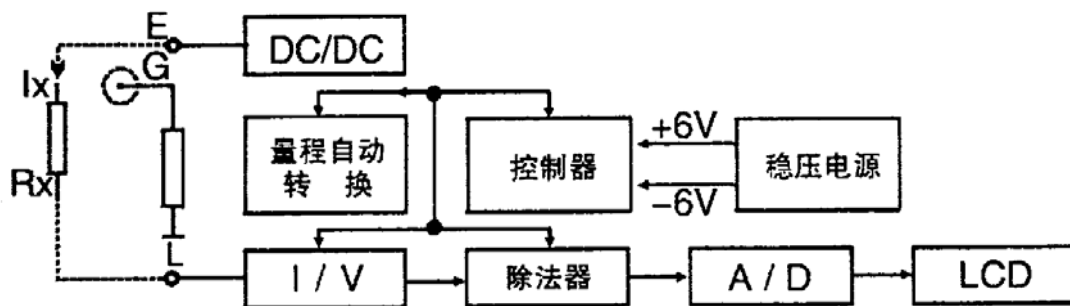 E
DC/DC
G
Ix
Rx
量程自动
转 换
控制器
+6V
-6V
稳压电源
L
I / V
除法器
A / D
LCD